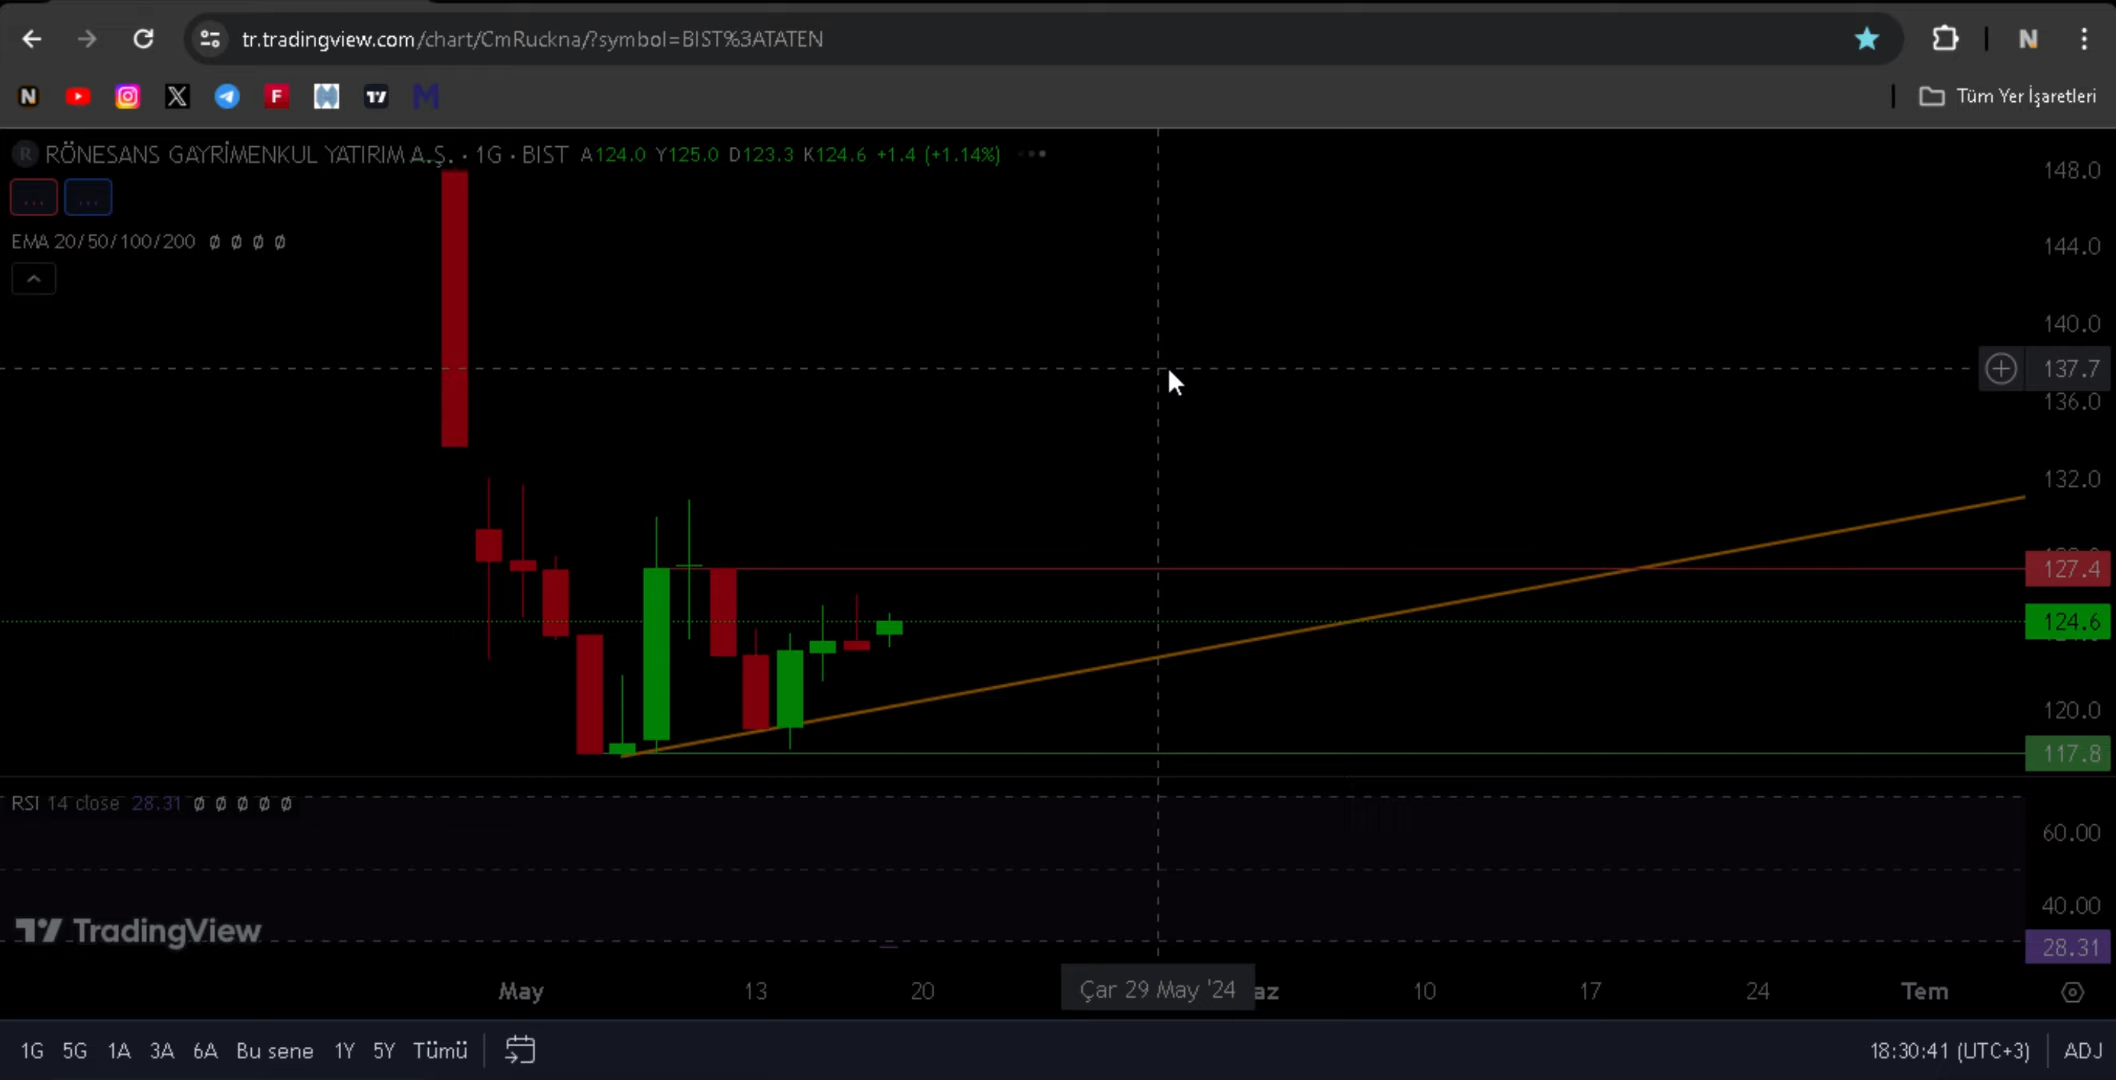 tr.tradingview.com/chart/CmRuckna/?symbol=BIST%3ATATEN
N
N F M
Tüm Yer İşaretleri
R RÖNESANS GAYRİMENKUL YATIRIM A.Ş. · 1G · BIST A124.0 Y125.0 D123.3 K124.6 +1.4 (+1.14%) ...
... ...
EMA 20/50/100/200 ∅ ∅ ∅ ∅
148.0
144.0
140.0
137.7
136.0
132.0
127.4
124.6
120.0
117.8
RSI 14 close 28.31 ∅ ∅ ∅ ∅ ∅
60.00
40.00
28.31
TradingView
May 13 20 Çar 29 May '24 az 10 17 24 Tem
1G 5G 1A 3A 6A Bu sene 1Y 5Y Tümü
18:30:41 (UTC+3) ADJ